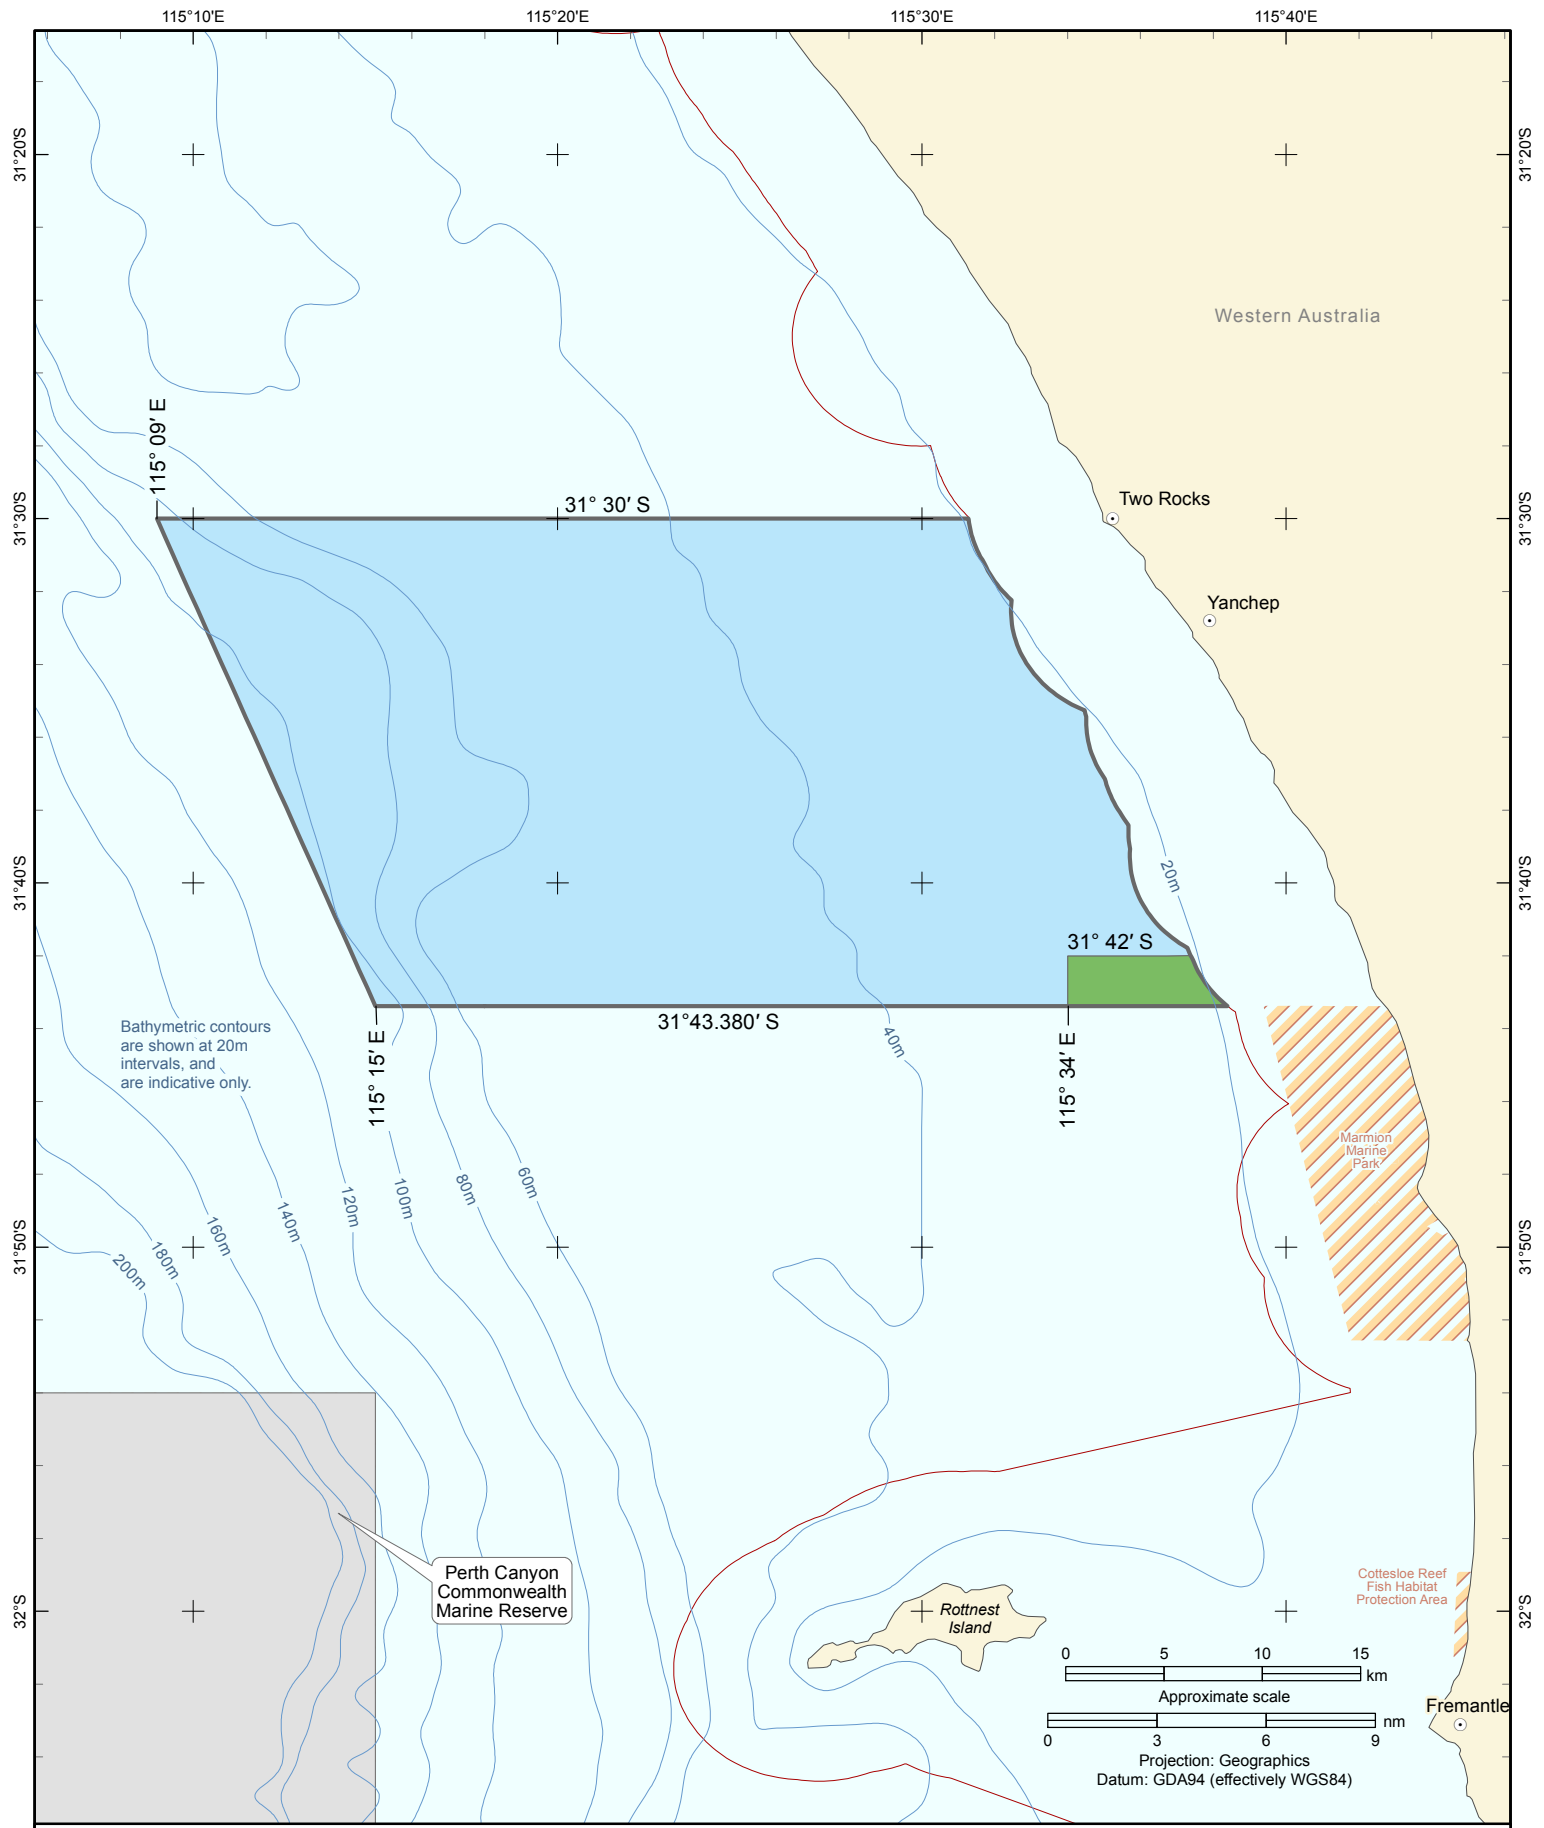 115°10'E
115°20'E
115°30'E
115°40'E
31°20'S
31°20'S
Western Australia
115° 09′ E
31° 30′ S
Two Rocks
31°30'S
31°30'S
Yanchep
20m
31°40'S
31°40'S
31° 42′ S
31°43.380′ S
40m
Bathymetric contours
are shown at 20m
intervals, and
are indicative only.
115° 15′ E
115° 34′ E
Marmion
Marine
Park
60m
80m
100m
120m
140m
160m
180m
200m
31°50'S
31°50'S
Perth Canyon
Commonwealth
Marine Reserve
Cottesloe Reef
Fish Habitat
Protection Area
32°S
32°S
Rottnest
Island
0 5 10 15
km
Approximate scale
nm
0 3 6 9
Fremantle
Projection: Geographics
Datum: GDA94 (effectively WGS84)